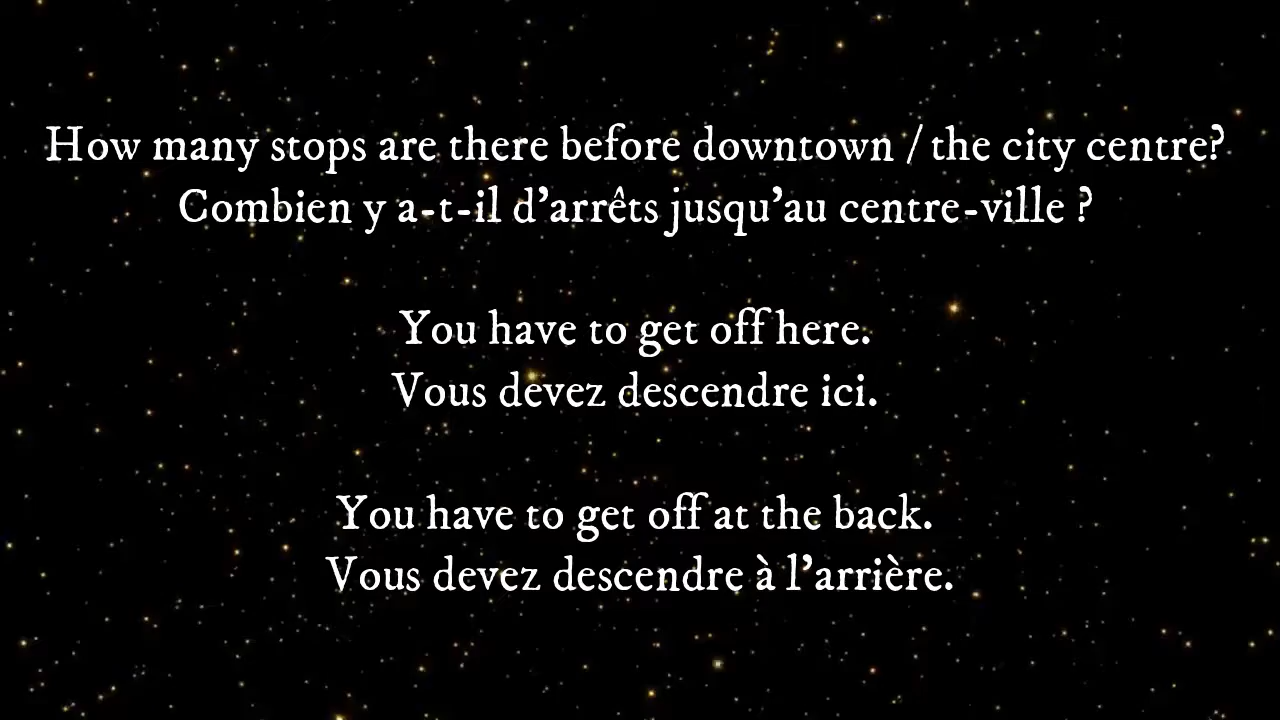 How many stops are there before downtown / the city centre?
Combien y a-t-il d’arrêts jusqu’au centre-ville ?
You have to get off here.
Vous devez descendre ici.
You have to get off at the back.
Vous devez descendre à l’arrière.